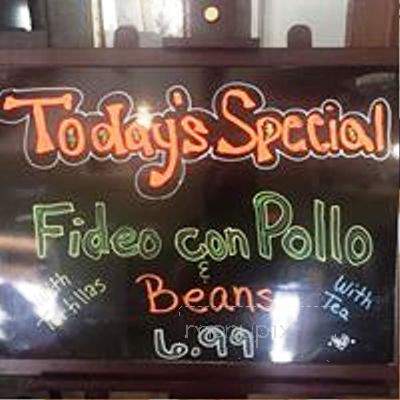 Today's Special
Fideo con Pollo
&
Beans
With
Tortillas
With
Tea
6.99